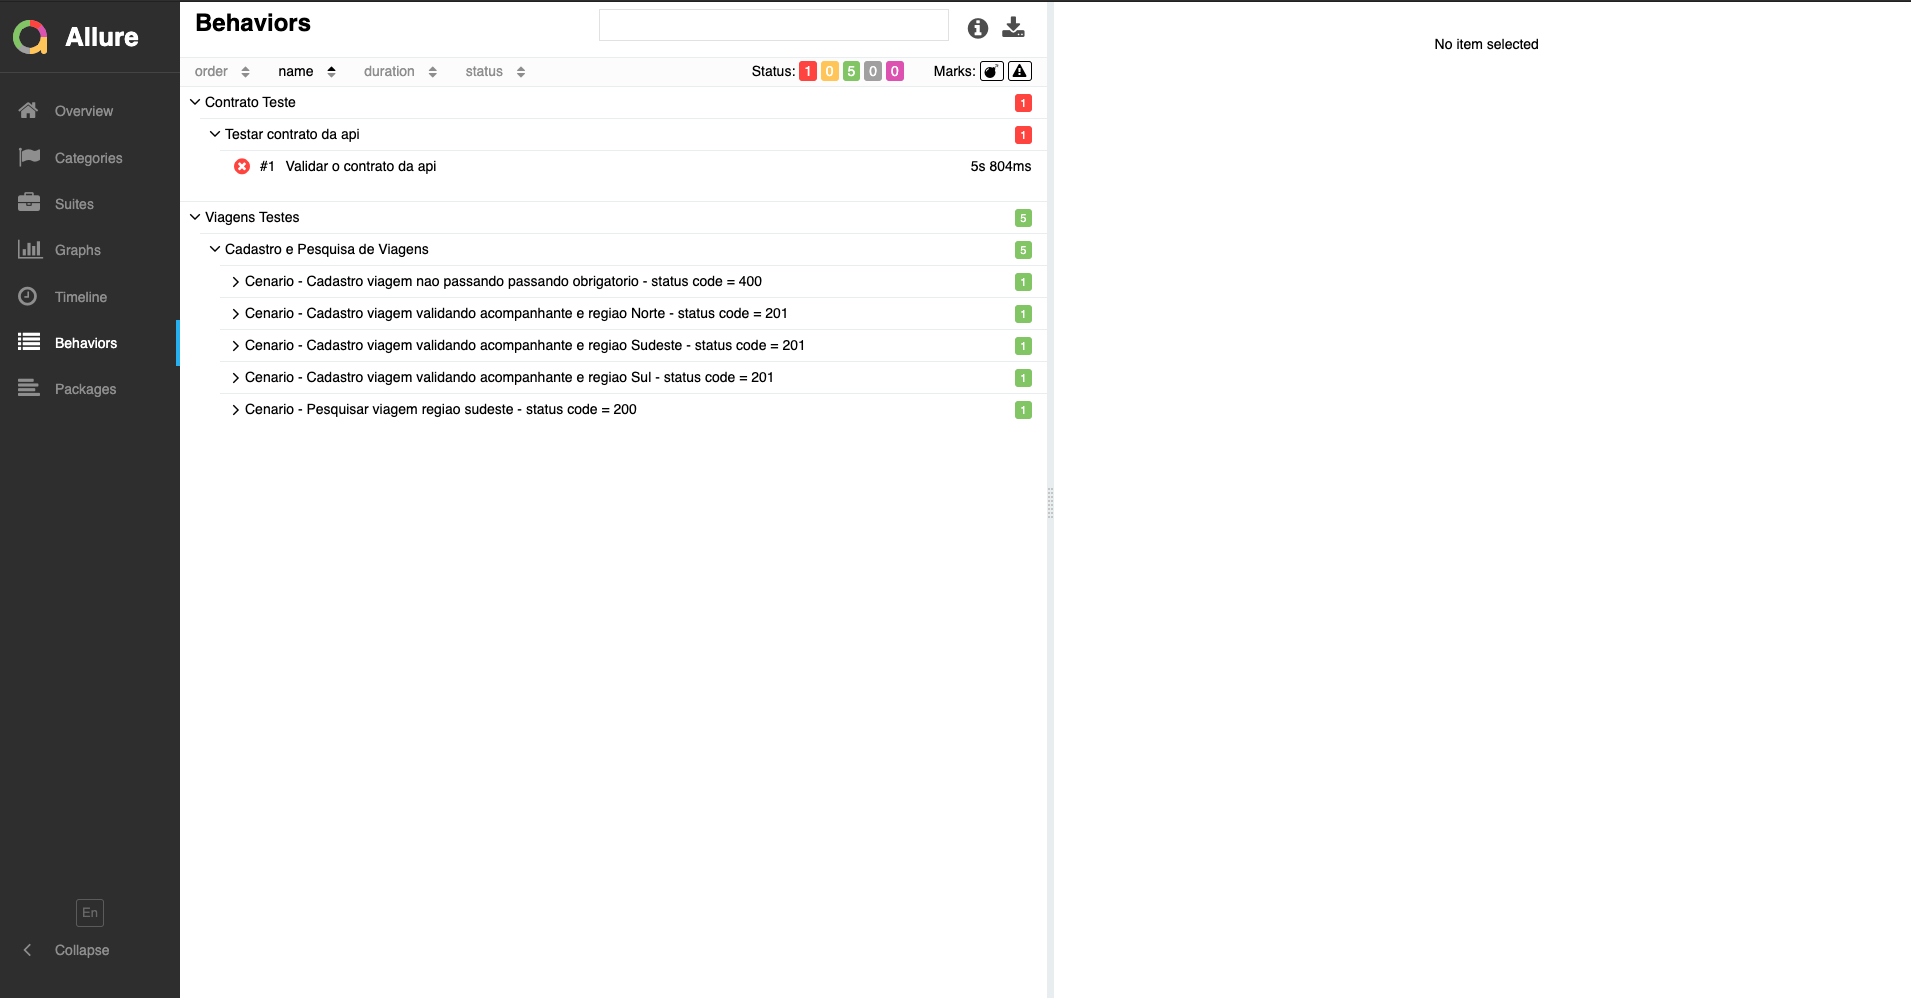 Allure
Overview
Categories
Suites
Graphs
Timeline
Behaviors
Packages
En
Collapse
Behaviors
order name duration status Status: 1 0 5 0 0 Marks:
Contrato Teste 1
Testar contrato da api 1
#1 Validar o contrato da api 5s 804ms
Viagens Testes 5
Cadastro e Pesquisa de Viagens 5
Cenario - Cadastro viagem nao passando passando obrigatorio - status code = 400 1
Cenario - Cadastro viagem validando acompanhante e regiao Norte - status code = 201 1
Cenario - Cadastro viagem validando acompanhante e regiao Sudeste - status code = 201 1
Cenario - Cadastro viagem validando acompanhante e regiao Sul - status code = 201 1
Cenario - Pesquisar viagem regiao sudeste - status code = 200 1
No item selected